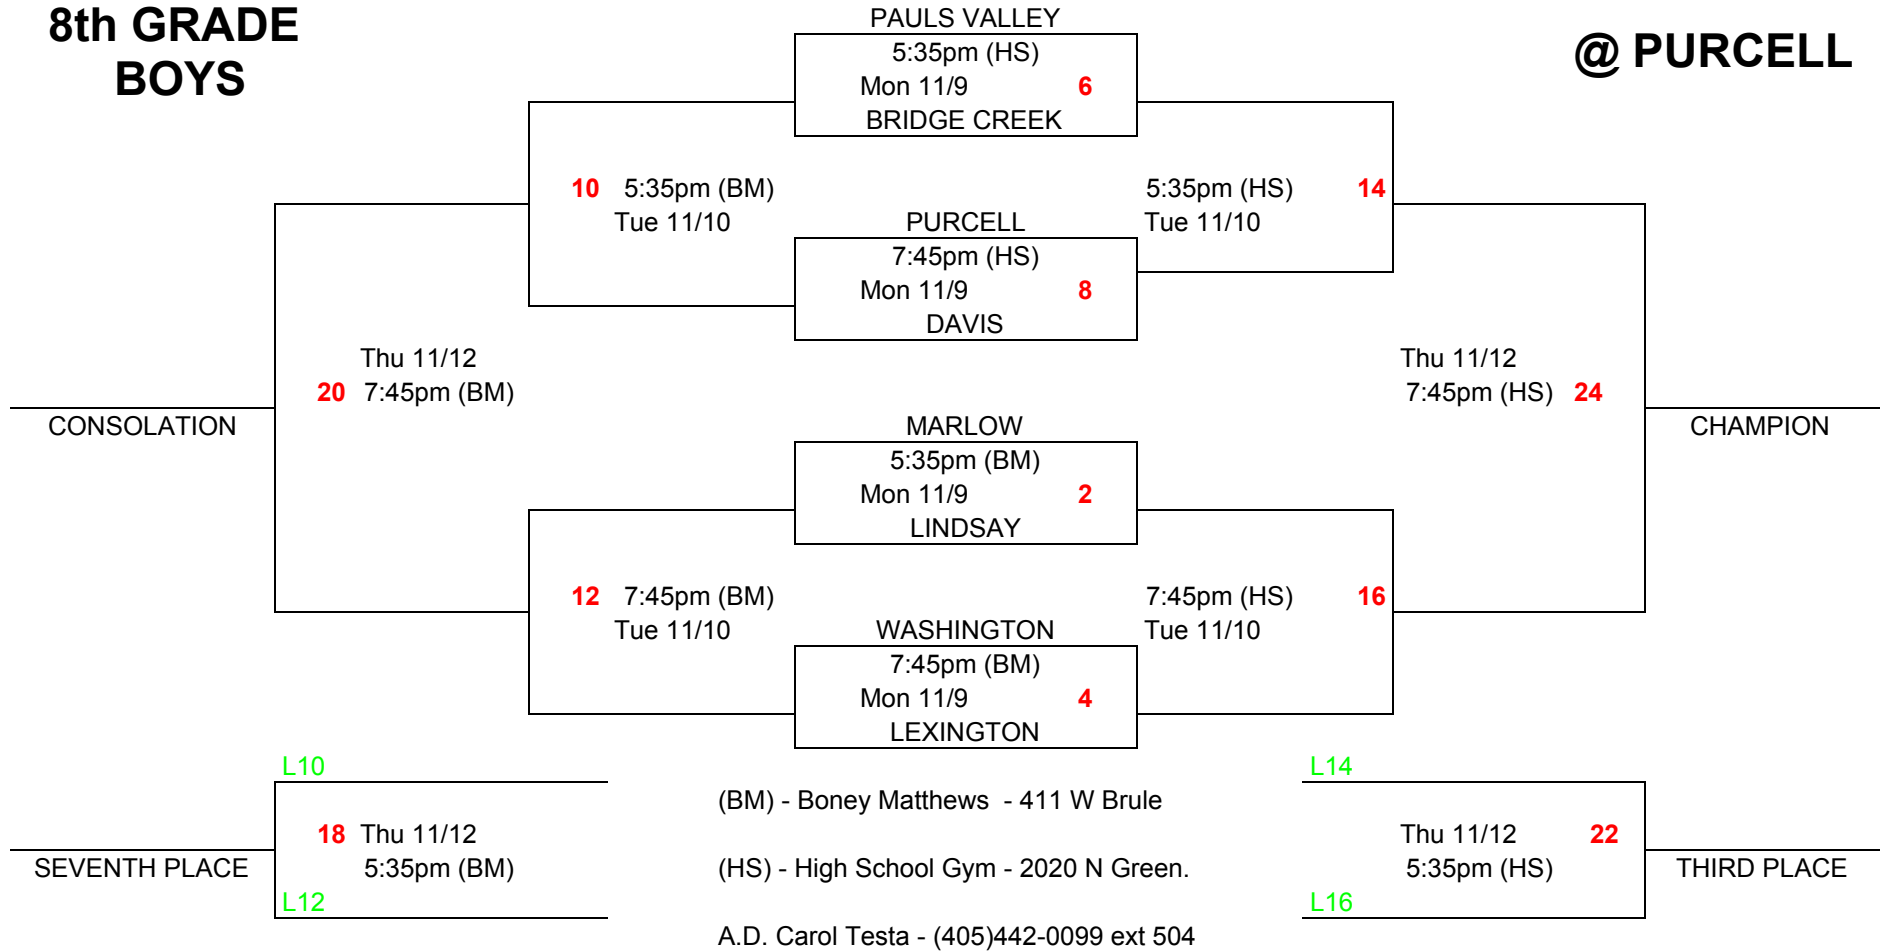 8th GRADE
BOYS
@ PURCELL
PAULS VALLEY
5:35pm (HS)
Mon 11/9 6
BRIDGE CREEK
10 5:35pm (BM)
Tue 11/10
5:35pm (HS) 14
Tue 11/10
PURCELL
7:45pm (HS)
Mon 11/9 8
DAVIS
Thu 11/12
20 7:45pm (BM)
Thu 11/12
7:45pm (HS) 24
CONSOLATION
CHAMPION
MARLOW
5:35pm (BM)
Mon 11/9 2
LINDSAY
12 7:45pm (BM)
Tue 11/10
7:45pm (HS) 16
Tue 11/10
WASHINGTON
7:45pm (BM)
Mon 11/9 4
LEXINGTON
L10
18 Thu 11/12
5:35pm (BM)
L12
SEVENTH PLACE
(BM) - Boney Matthews - 411 W Brule
(HS) - High School Gym - 2020 N Green.
A.D. Carol Testa - (405)442-0099 ext 504
L14
Thu 11/12 22
5:35pm (HS)
L16
THIRD PLACE